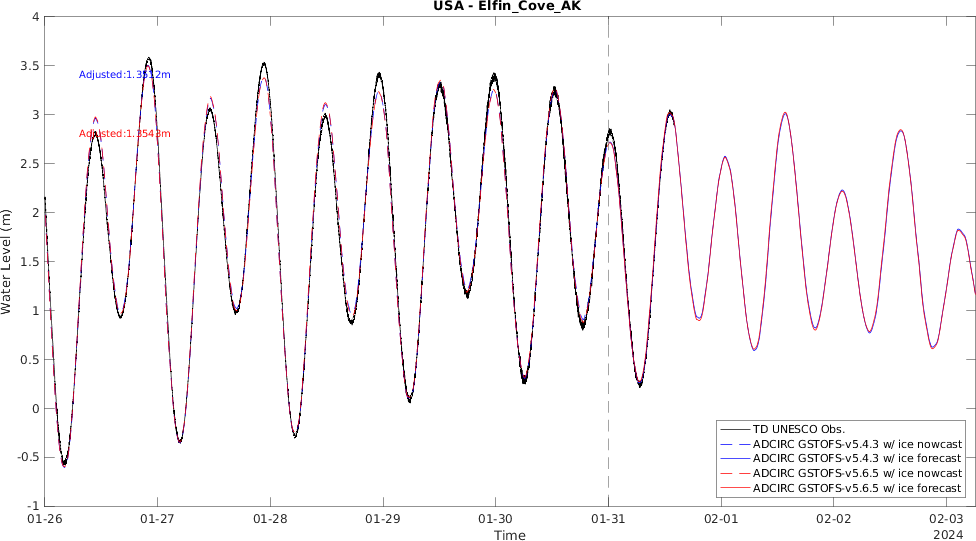 USA - Elfin_Cove_AK
4
3.5
3
2.5
2
1.5
1
0.5
0
-0.5
-1
Water Level (m)
Adjusted:1.3512m
Adjusted:1.3543m
TD UNESCO Obs.
ADCIRC GSTOFS-v5.4.3 w/ ice nowcast
ADCIRC GSTOFS-v5.4.3 w/ ice forecast
ADCIRC GSTOFS-v5.6.5 w/ ice nowcast
ADCIRC GSTOFS-v5.6.5 w/ ice forecast
01-26 01-27 01-28 01-29 01-30 01-31 02-01 02-02 02-03
Time
2024